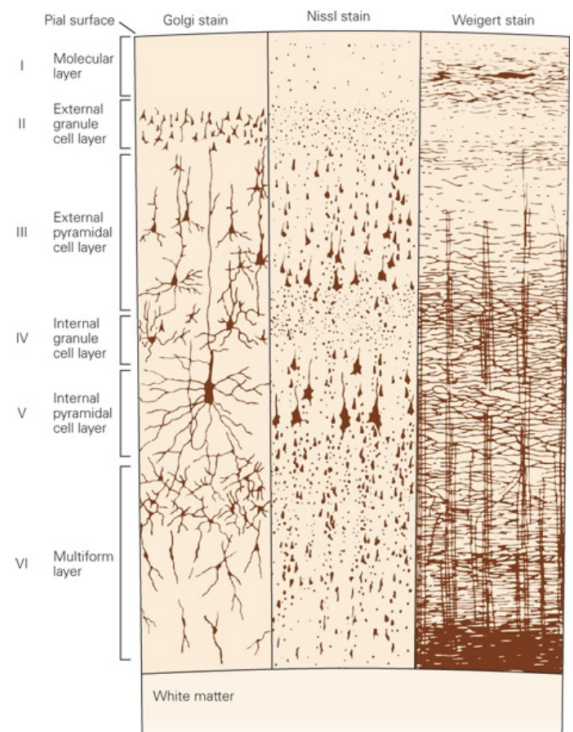 Pial surface
Golgi stain
Nissl stain
Weigert stain
I
Molecular
layer
II
External
granule
cell layer
III
External
pyramidal
cell layer
IV
Internal
granule
cell layer
V
Internal
pyramidal
cell layer
VI
Multiform
layer
White matter